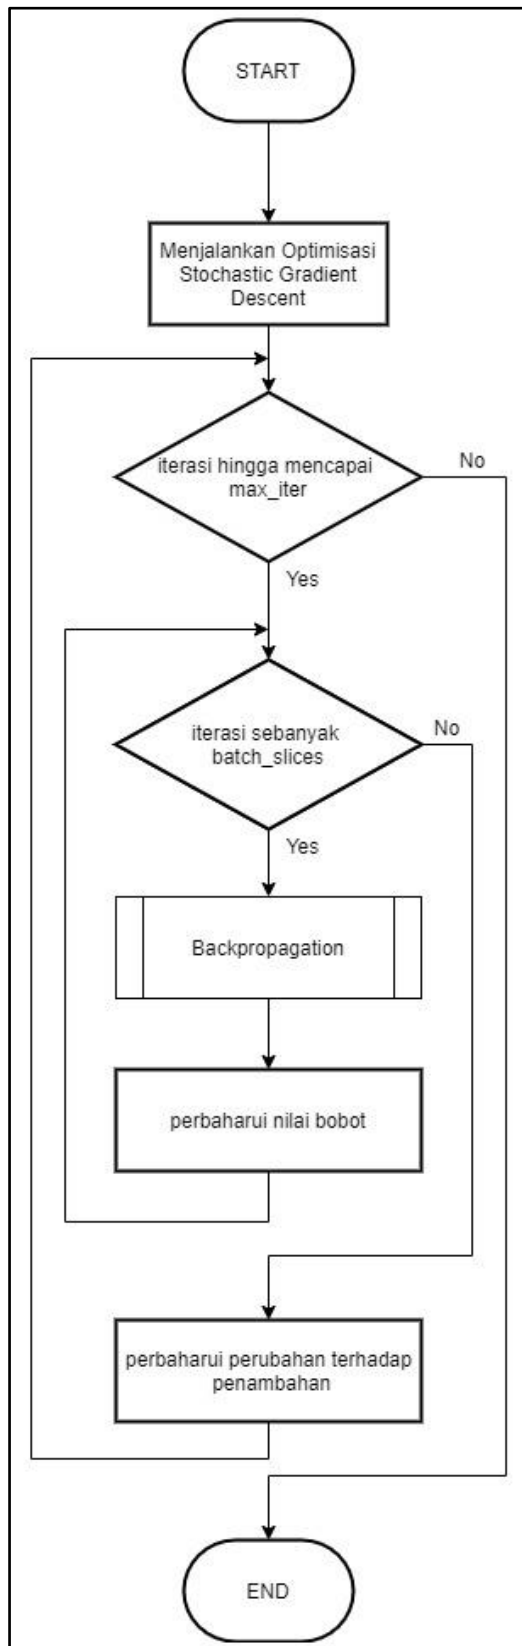 START
Menjalankan Optimisasi
Stochastic Gradient
Descent
iterasi hingga mencapai
max_iter
No
Yes
iterasi sebanyak
batch_slices
No
Yes
Backpropagation
perbaharui nilai bobot
perbaharui perubahan terhadap
penambahan
END